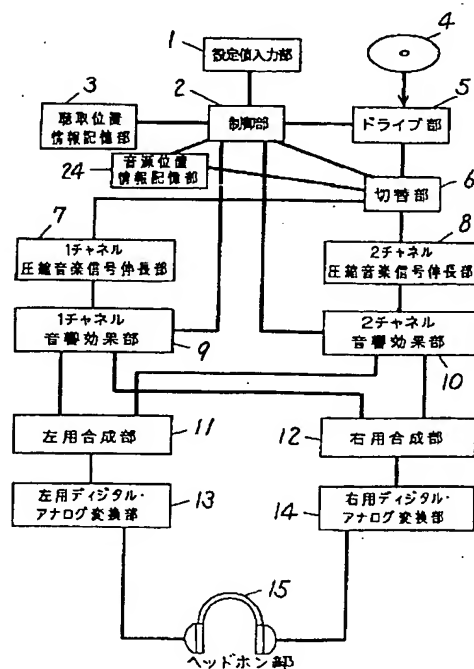 1
設定値入力部
2
制御部
3
聴取位置
情報記憶部
4
5
ドライブ部
24
音源位置
情報記憶部
6
切替部
7
1チャネル
圧縮音楽信号伸長部
8
2チャネル
圧縮音楽信号伸長部
1チャネル
音響効果部
9
2チャネル
音響効果部
10
左用合成部
11
12
右用合成部
左用ディジタル・
アナログ変換部
13
14
右用ディジタル・
アナログ変換部
15
ヘッドホン部